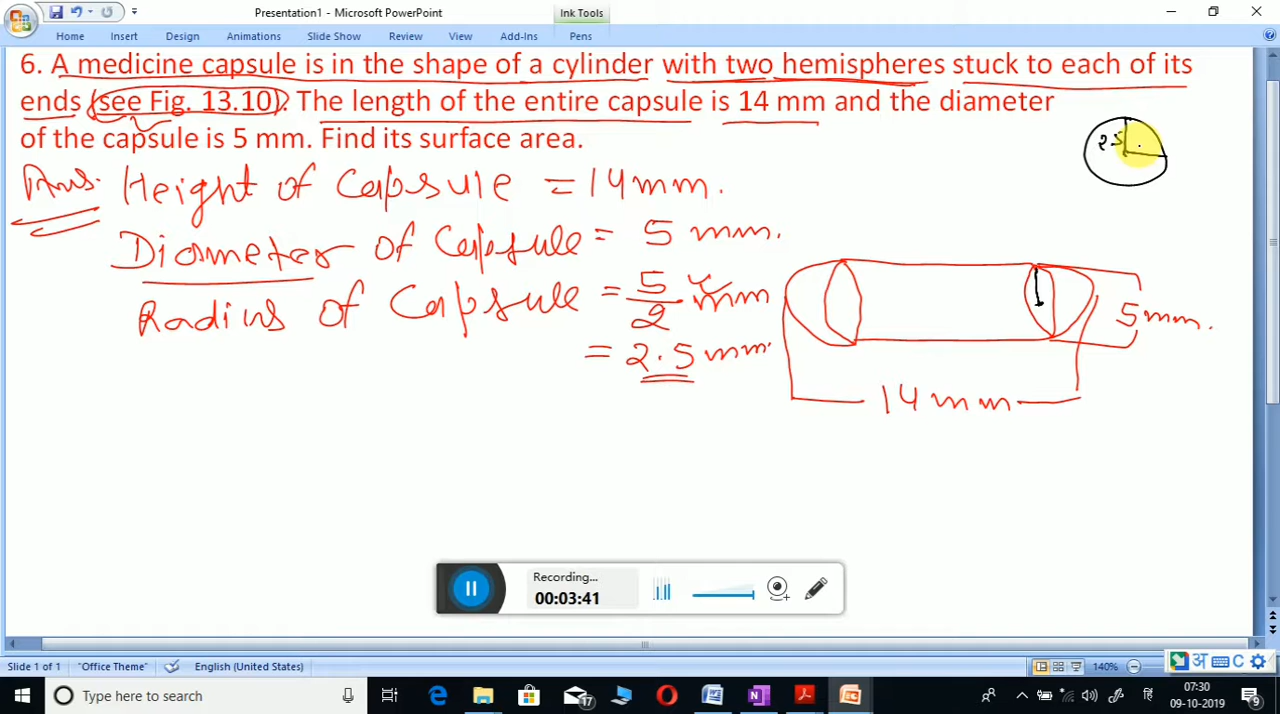 Presentation1 - Microsoft PowerPoint
Ink Tools
Home Insert Design Animations Slide Show Review View Add-Ins Pens
6. A medicine capsule is in the shape of a cylinder with two hemispheres stuck to each of its
ends (see Fig. 13.10). The length of the entire capsule is 14 mm and the diameter
of the capsule is 5 mm. Find its surface area.
2.5
Ans. Height of Capsule = 14 mm.
Diameter of Capsule = 5 mm.
Radius of Capsule = 5/2 mm
= 2.5 mm.
5 mm.
14 mm
Recording...
00:03:41
Slide 1 of 1 "Office Theme" English (United States) अ C 140%
Type here to search 17 हि 07:30
09-10-2019 9